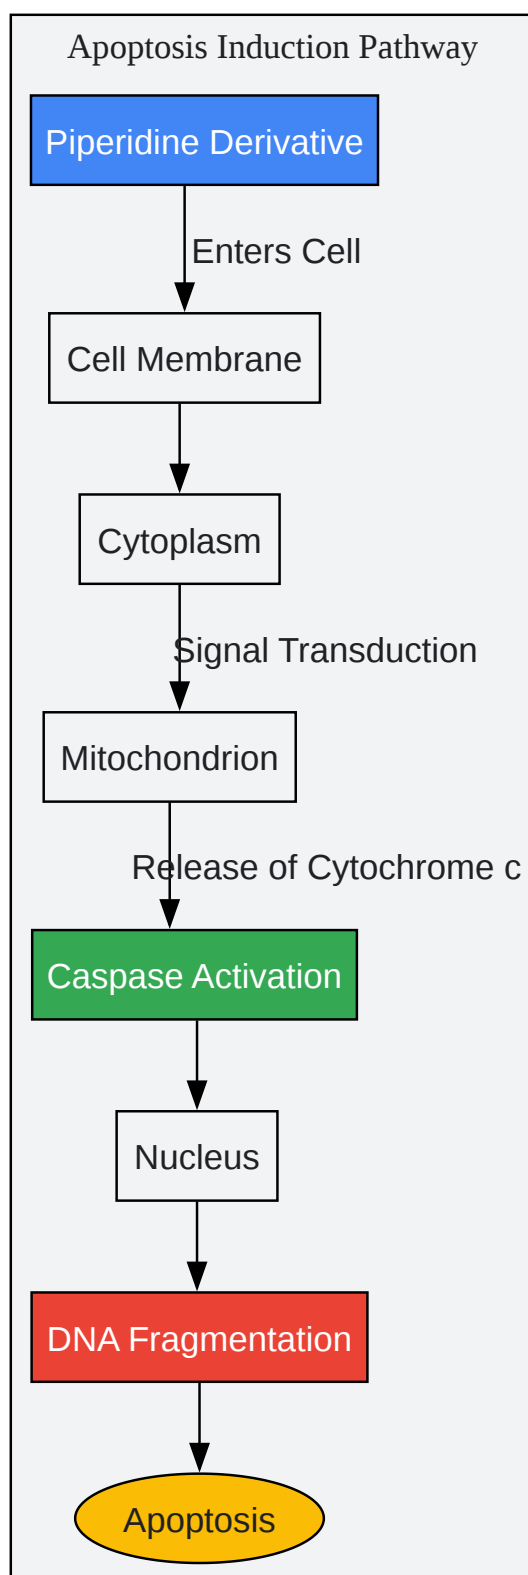 Apoptosis Induction Pathway
Piperidine Derivative
Enters Cell
Cell Membrane
Cytoplasm
Signal Transduction
Mitochondrion
Release of Cytochrome c
Caspase Activation
Nucleus
DNA Fragmentation
Apoptosis